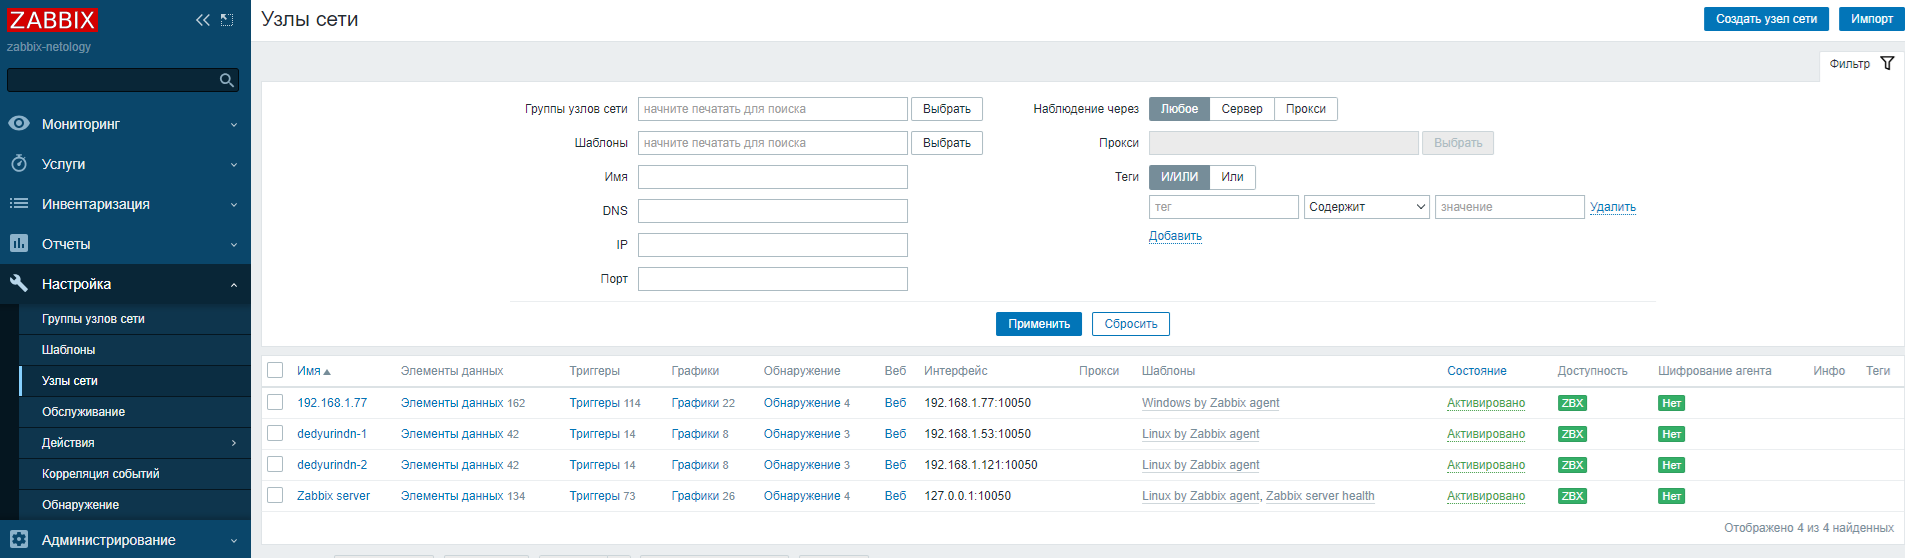 ZABBIX
zabbix-netology
Мониторинг
Услуги
Инвентаризация
Отчеты
Настройка
Группы узлов сети
Шаблоны
Узлы сети
Обслуживание
Действия
Корреляция событий
Обнаружение
Администрирование
Узлы сети
Создать узел сети Импорт
Фильтр
Группы узлов сети начните печатать для поиска Выбрать
Шаблоны начните печатать для поиска Выбрать
Имя
DNS
IP
Порт
Наблюдение через Любое Сервер Прокси
Прокси Выбрать
Теги И/ИЛИ Или
тег Содержит значение Удалить
Добавить
Применить Сбросить
Имя Элементы данных Триггеры Графики Обнаружение Веб Интерфейс Прокси Шаблоны Состояние Доступность Шифрование агента Инфо Теги
192.168.1.77 Элементы данных 162 Триггеры 114 Графики 22 Обнаружение 4 Веб 192.168.1.77:10050 Windows by Zabbix agent Активировано ZBX Нет
dedyurindn-1 Элементы данных 42 Триггеры 14 Графики 8 Обнаружение 3 Веб 192.168.1.53:10050 Linux by Zabbix agent Активировано ZBX Нет
dedyurindn-2 Элементы данных 42 Триггеры 14 Графики 8 Обнаружение 3 Веб 192.168.1.121:10050 Linux by Zabbix agent Активировано ZBX Нет
Zabbix server Элементы данных 134 Триггеры 73 Графики 26 Обнаружение 4 Веб 127.0.0.1:10050 Linux by Zabbix agent, Zabbix server health Активировано ZBX Нет
Отображено 4 из 4 найденных